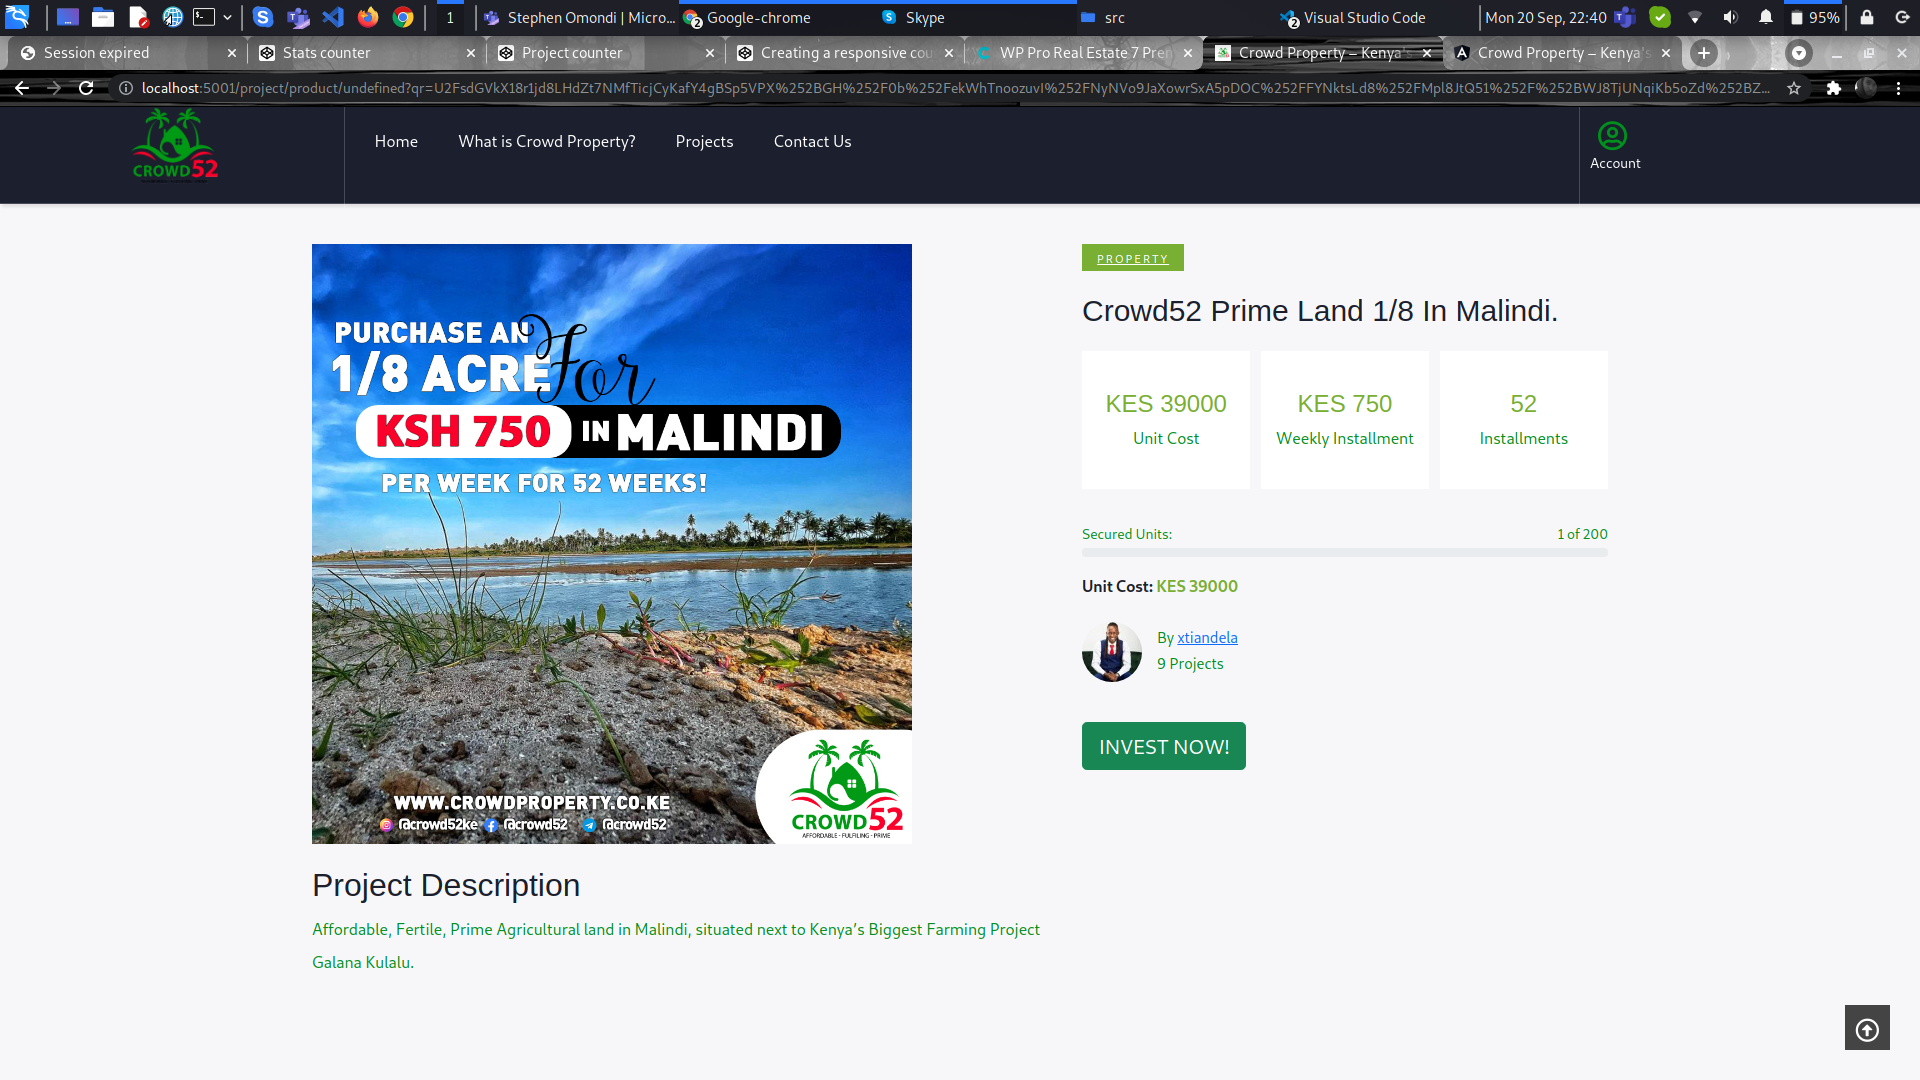 1
Stephen Omondi | Micro...
2
Google-chrome
Skype
src
2
Visual Studio Code
Mon 20 Sep, 22:40
95%
Session expired
Stats counter
Project counter
Creating a responsive cou
WP Pro Real Estate 7 Pre
Crowd Property – Kenya's
Crowd Property – Kenya's
localhost:5001/project/product/undefined?qr=U2FsdGVkX18r1jd8LHdZt7NMfTicjCyKafY4gBSp5VPX%252BGH%252F0b%252FekWhTnoozuvI%252FNyNVo9JaXowrSxA5pDOC%252FFYNktsLd8%252FMpl8JtQ51%252F%252BWJ8TjUNqiKb5oZd%252BZ...
CROWD52
Home
What is Crowd Property?
Projects
Contact Us
Account
PURCHASE AN
1/8 ACRE For
KSH 750 IN MALINDI
PER WEEK FOR 52 WEEKS!
WWW.CROWDPROPERTY.CO.KE
@crowd52ke @crowd52 @crowd52
CROWD52
AFFORDABLE - FULFILING - PRIME
PROPERTY
Crowd52 Prime Land 1/8 In Malindi.
KES 39000
Unit Cost
KES 750
Weekly Installment
52
Installments
Secured Units:
1 of 200
Unit Cost: KES 39000
By xtiandela
9 Projects
INVEST NOW!
Project Description
Affordable, Fertile, Prime Agricultural land in Malindi, situated next to Kenya's Biggest Farming Project
Galana Kulalu.